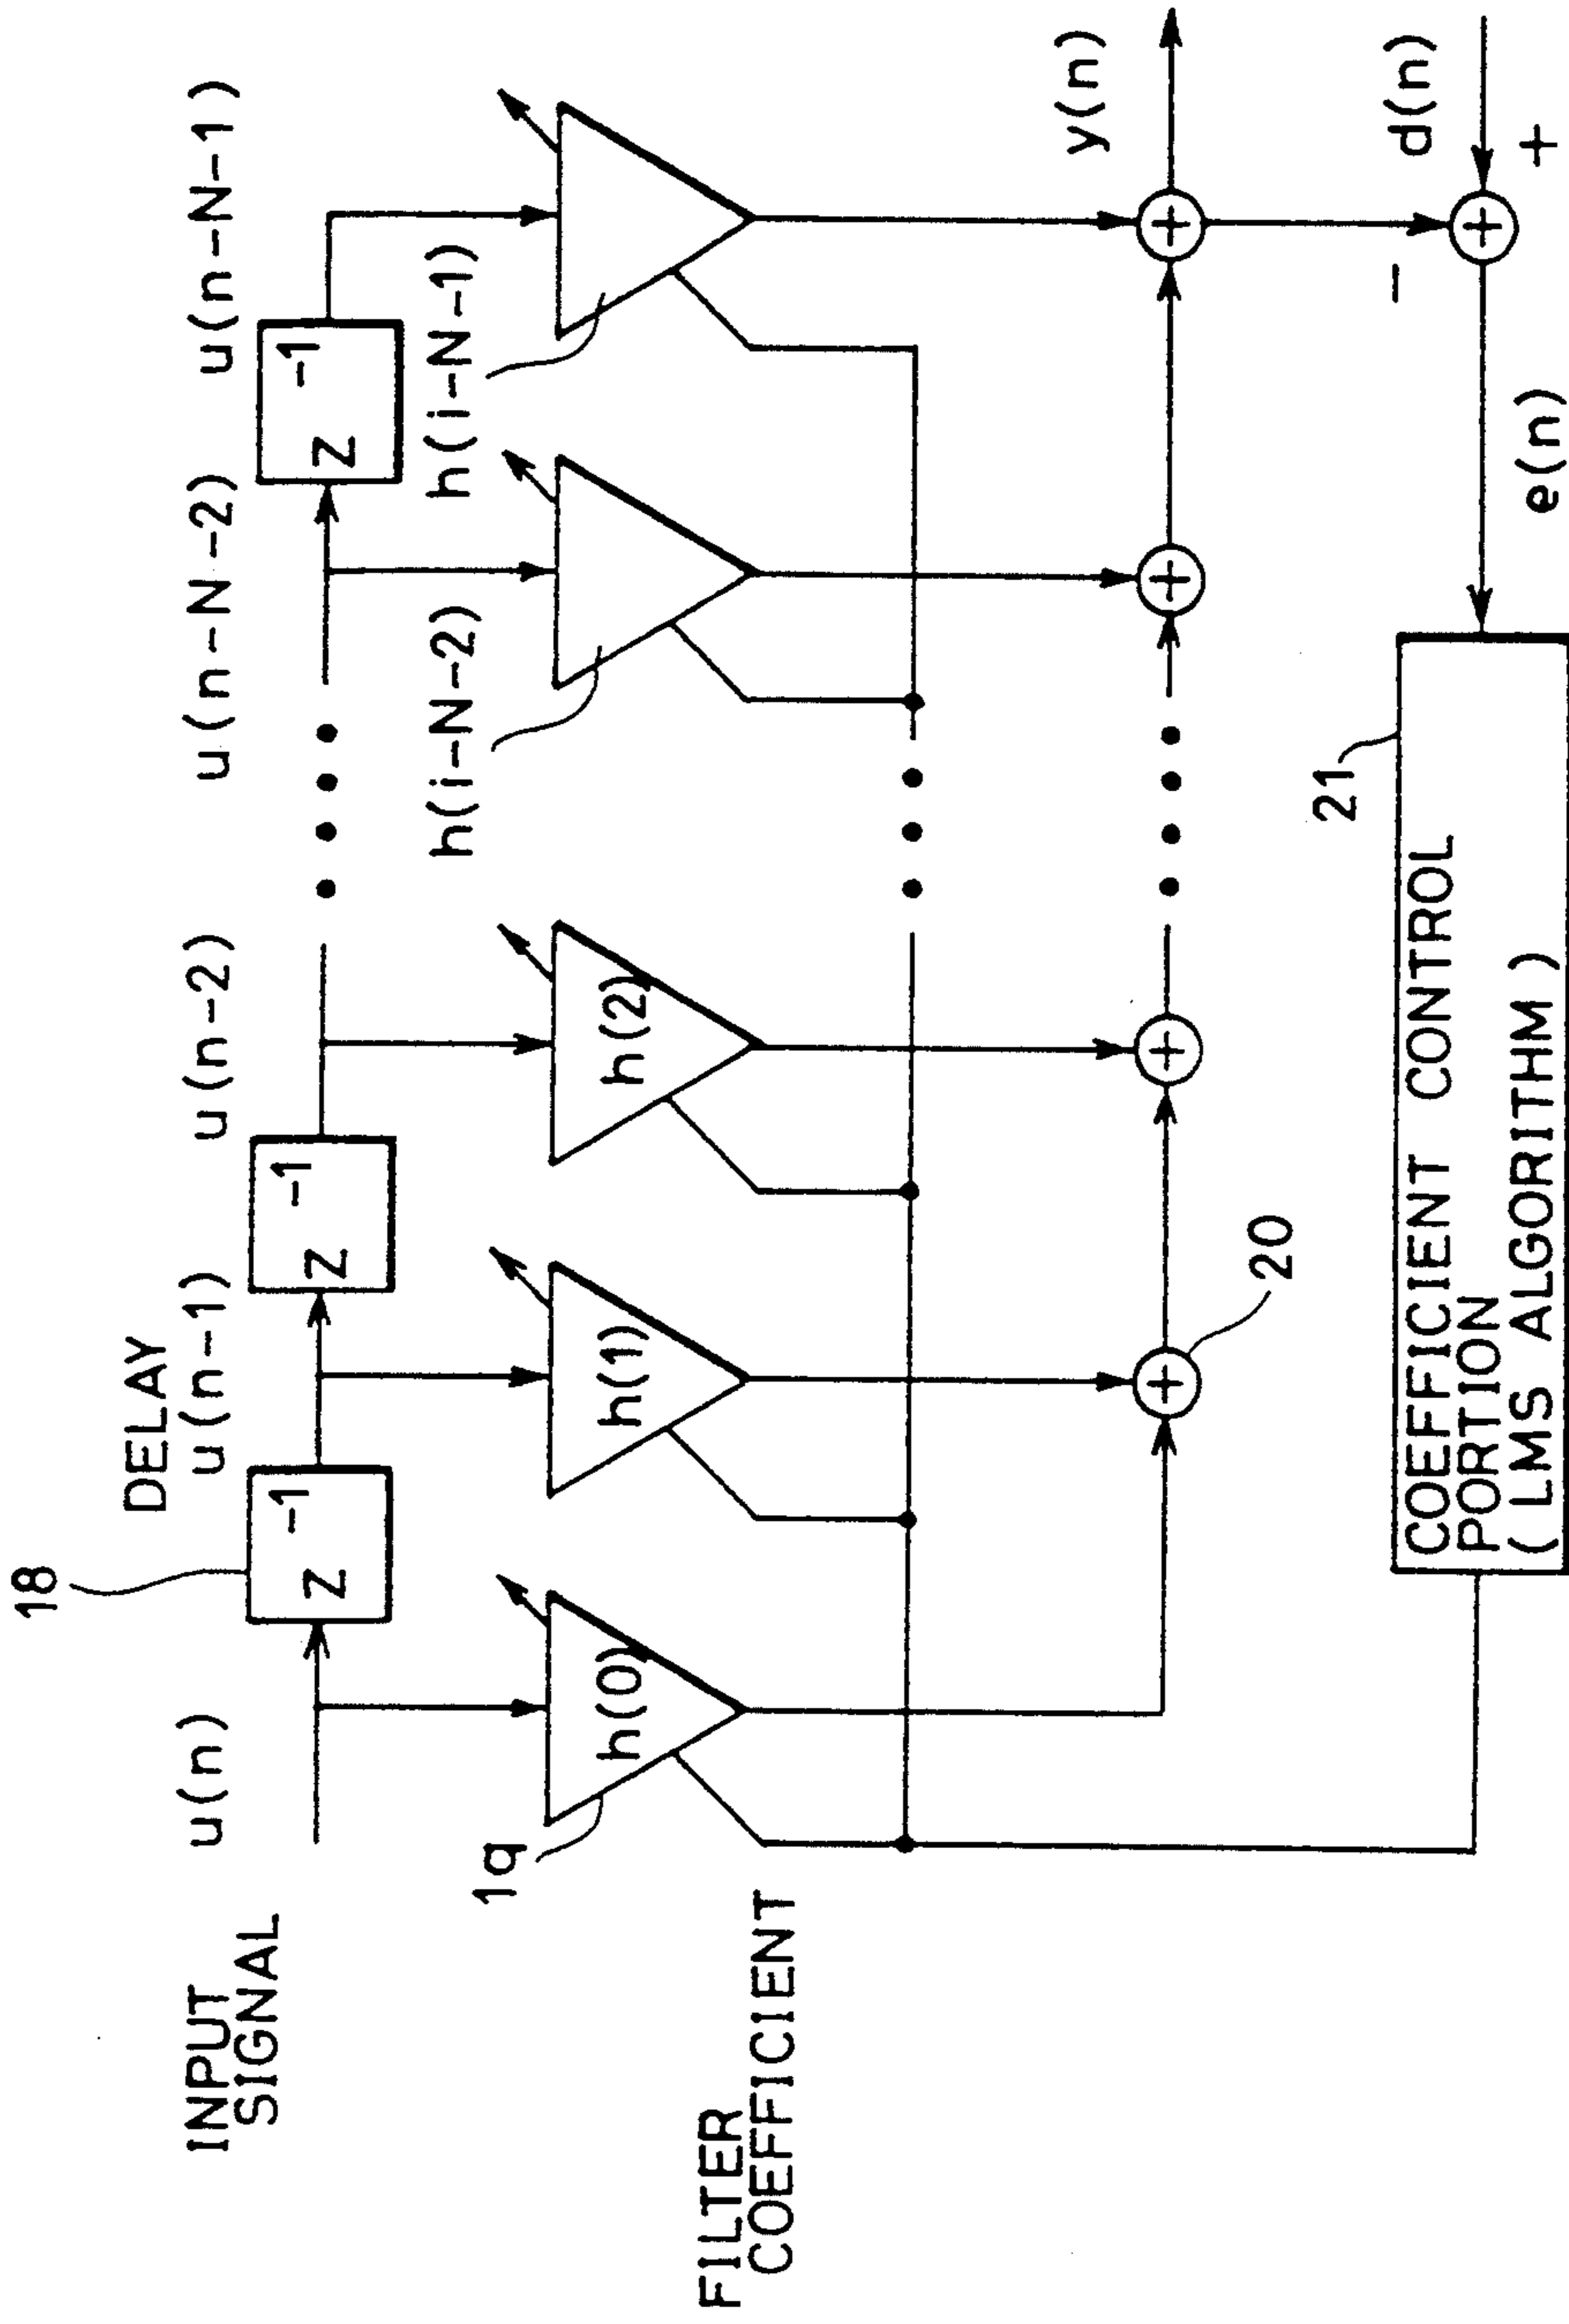 18
DELAY
INPUT
SIGNAL
u(n)
u(n-1)
u(n-2)
u(n-N-2)
u(n-N-1)
z-1
z-1
z-1
19
h(0)
h(1)
h(2)
h(i-N-2)
h(i-N-1)
FILTER
COEFFICIENT
+
+
+
+
20
y(n)
21
COEFFICIENT CONTROL
PORTION
(LMS ALGORITHM)
e(n)
-
+
d(n)
+